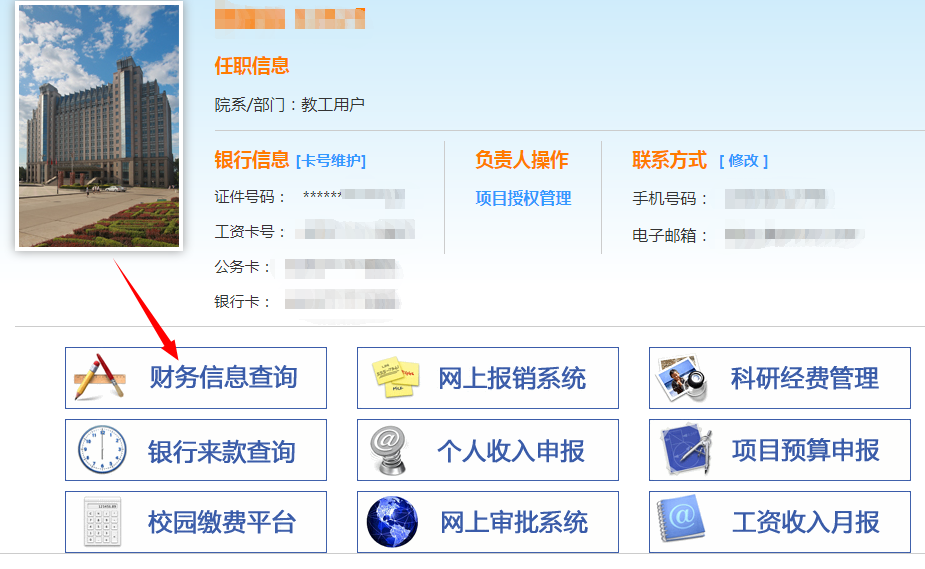 任职信息
院系/部门：教工用户
银行信息 [卡号维护]
证件号码： ******
工资卡号：
公务卡：
银行卡：
负责人操作
项目授权管理
联系方式 [ 修改 ]
手机号码：
电子邮箱：
财务信息查询
网上报销系统
科研经费管理
银行来款查询
个人收入申报
项目预算申报
校园缴费平台
网上审批系统
工资收入月报